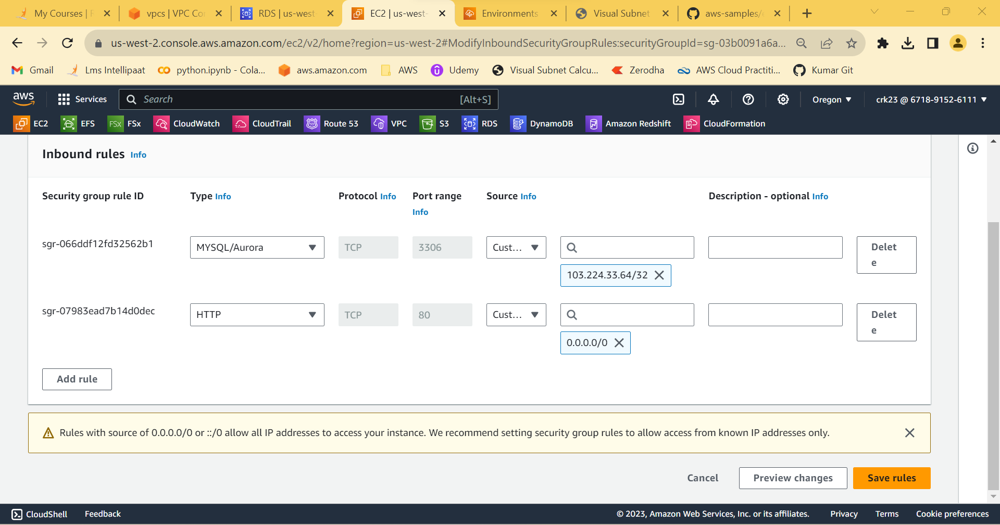 My Courses |
vpcs | VPC Co
RDS | us-west-
EC2 | us-west-
Environments
Visual Subnet
aws-samples/
us-west-2.console.aws.amazon.com/ec2/v2/home?region=us-west-2#ModifyInboundSecurityGroupRules:securityGroupId=sg-03b0091a6a...
Gmail
Lms Intellipaat
python.ipynb - Cola...
aws.amazon.com
AWS
Udemy
Visual Subnet Calcu...
Zerodha
AWS Cloud Practiti...
Kumar Git
aws
Services
Search
[Alt+S]
Oregon
crk23 @ 6718-9152-6111
EC2
EFS
FSx
FSx
CloudWatch
CloudTrail
53
Route 53
VPC
S3
RDS
DynamoDB
Amazon Redshift
CloudFormation
Inbound rules Info
Security group rule ID
Type Info
Protocol Info
Port range
Info
Source Info
Description - optional Info
sgr-066ddf12fd32562b1
MYSQL/Aurora
TCP
3306
Cust...
103.224.33.64/32
Delet
e
sgr-07983ead7b14d0dec
HTTP
TCP
80
Cust...
0.0.0.0/0
Delet
e
Add rule
Rules with source of 0.0.0.0/0 or ::/0 allow all IP addresses to access your instance. We recommend setting security group rules to allow access from known IP addresses only.
Cancel
Preview changes
Save rules
CloudShell
Feedback
© 2023, Amazon Web Services, Inc. or its affiliates.
Privacy
Terms
Cookie preferences